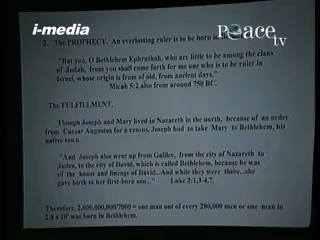 i-media
Peace
tv
2. The PROPHECY. An everlasting ruler is to be born in
"But you, O Bethlehem Ephrathah, who are little to be among the clans
of Judah, from you shall come forth for me one who is to be ruler in
Israel, whose origin is from of old, from ancient days."
Micah 5:2 also from around 750 BC.
The FULFILLMENT.
Though Joseph and Mary lived in Nazareth in the north, because of an order
from Caesar Augustus for a census, Joseph had to take Mary to Bethlehem, his
native town.
"And Joseph also went up from Galilee, from the city of Nazareth to
Judea, to the city of David, which is called Bethlehem, because he was
of the house and lineage of David...And while they were there...she
gave birth to her first-born son..." Luke 2:1,3-4,7.
Therefore, 2,000,000,000/7000 = one man out of every 280,000 men or one man in
2.8 x 10⁵ was born in Bethlehem.